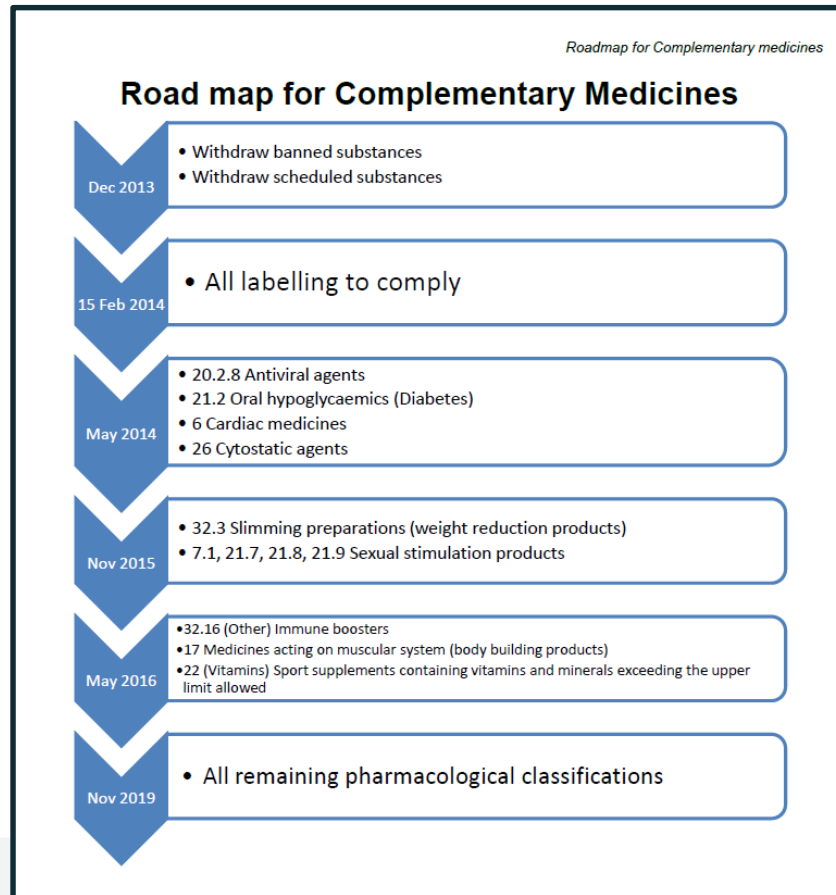 Roadmap for Complementary medicines
Road map for Complementary Medicines
Dec 2013
• Withdraw banned substances
• Withdraw scheduled substances
15 Feb 2014
• All labelling to comply
May 2014
• 20.2.8 Antiviral agents
• 21.2 Oral hypoglycaemics (Diabetes)
• 6 Cardiac medicines
• 26 Cytostatic agents
Nov 2015
• 32.3 Slimming preparations (weight reduction products)
• 7.1, 21.7, 21.8, 21.9 Sexual stimulation products
May 2016
•32.16 (Other) Immune boosters
•17 Medicines acting on muscular system (body building products)
•22 (Vitamins) Sport supplements containing vitamins and minerals exceeding the upper
limit allowed
Nov 2019
• All remaining pharmacological classifications